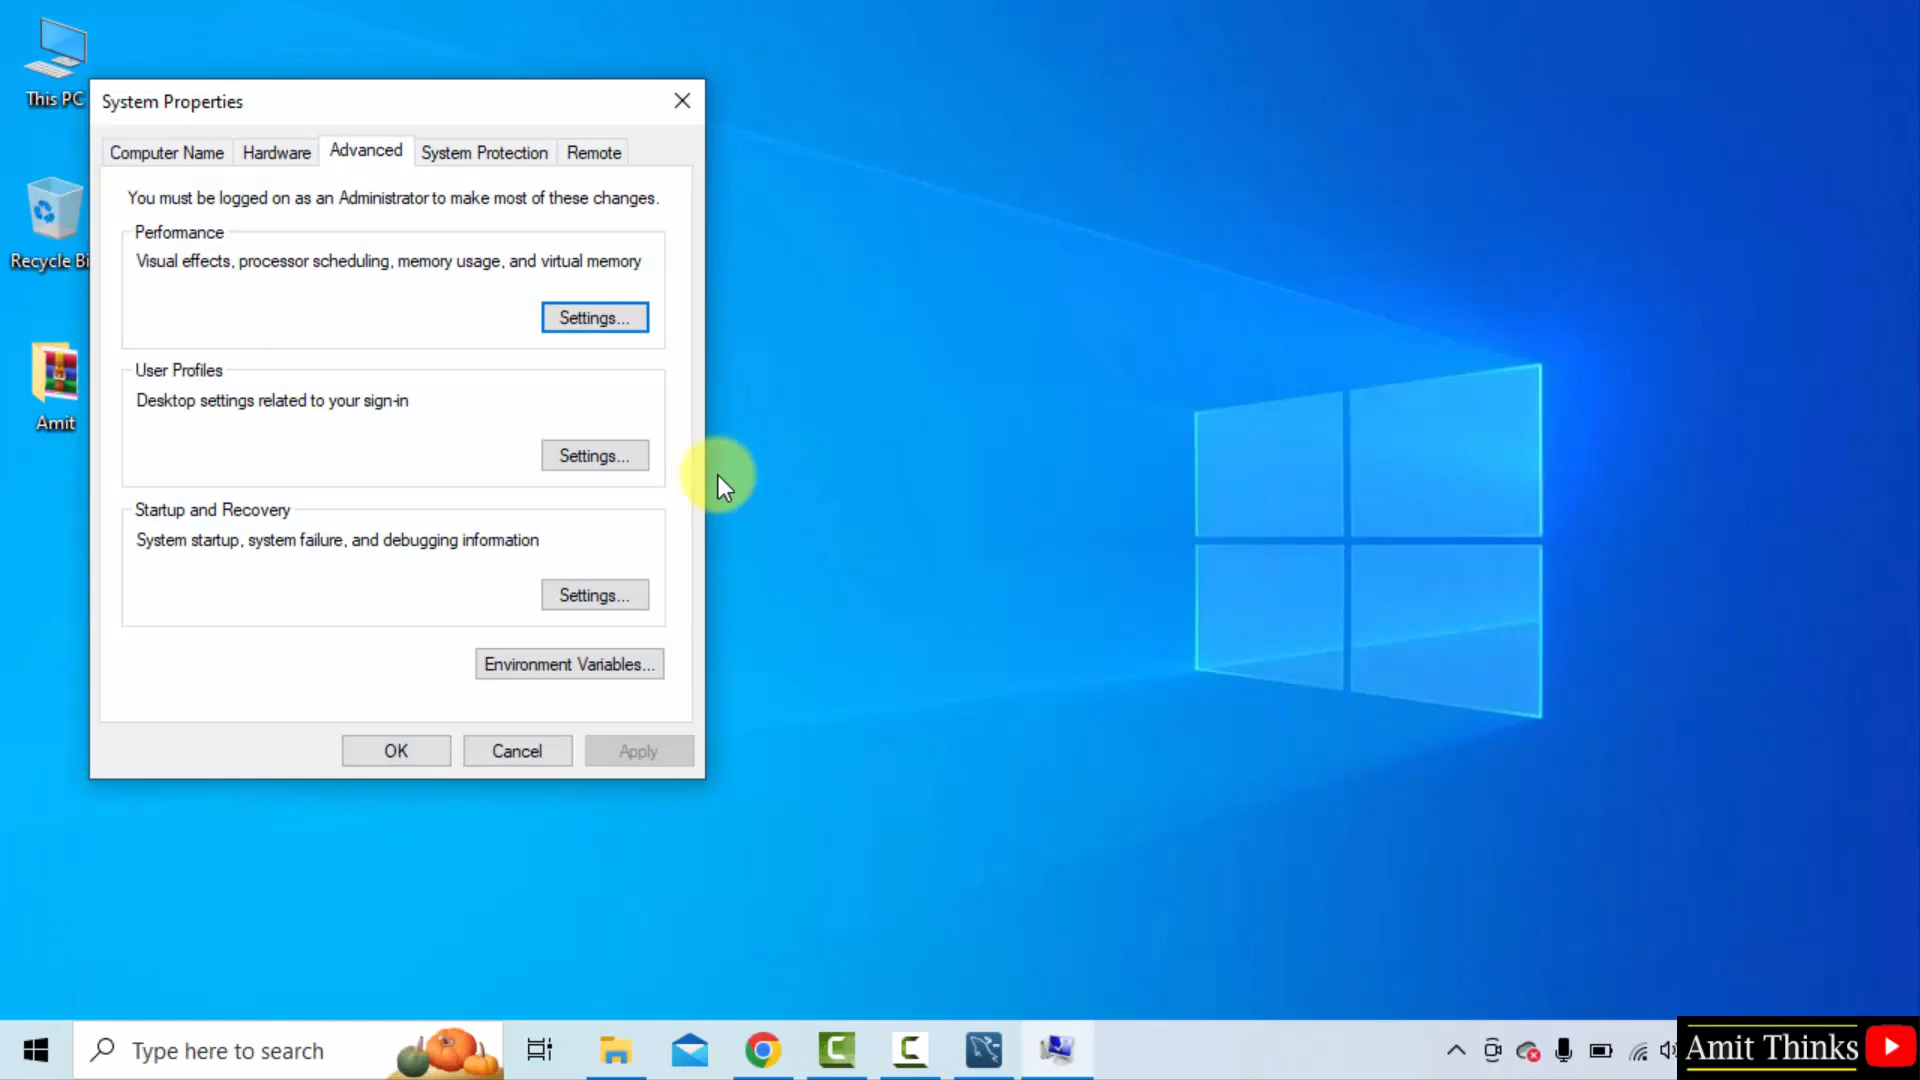 This PC
Recycle Bi
Amit
System Properties
Computer Name
Hardware
Advanced
System Protection
Remote
You must be logged on as an Administrator to make most of these changes.
Performance
Visual effects, processor scheduling, memory usage, and virtual memory
Settings...
User Profiles
Desktop settings related to your sign-in
Settings...
Startup and Recovery
System startup, system failure, and debugging information
Settings...
Environment Variables...
OK
Cancel
Apply
Type here to search
Amit Thinks